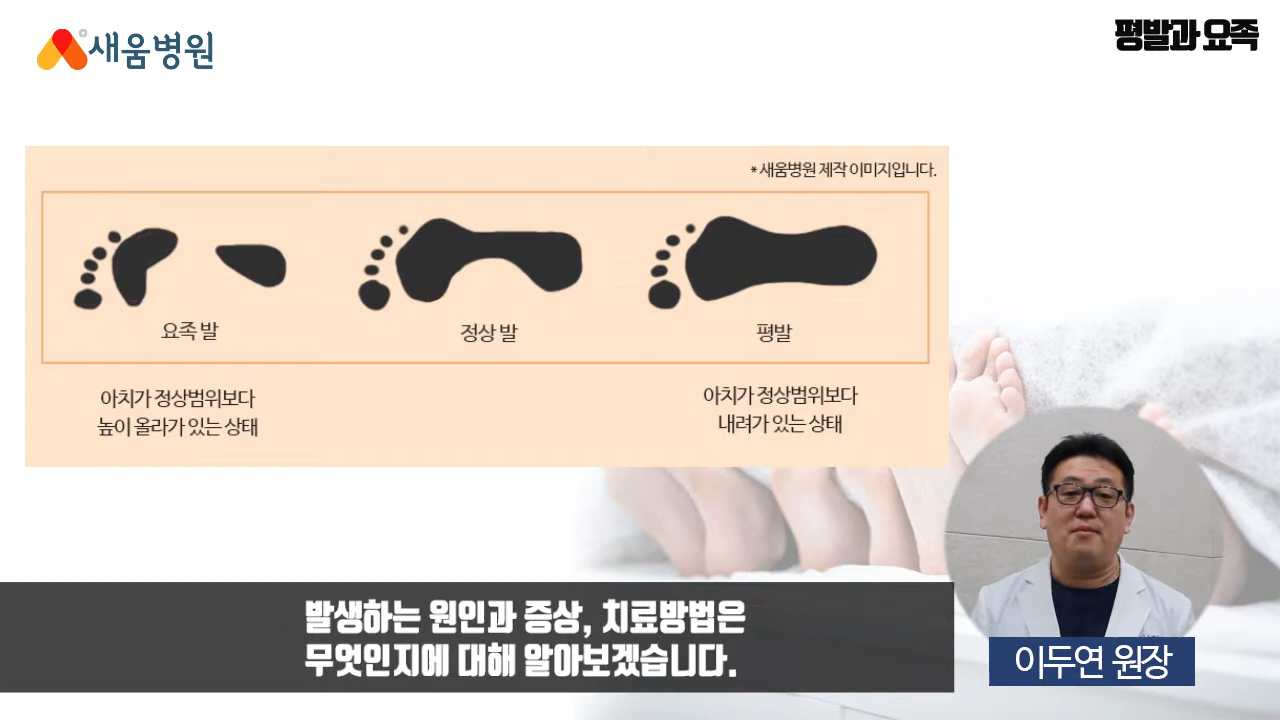 새움병원
평발과 요족
* 새움병원 제작 이미지입니다.
요족 발
정상 발
평발
아치가 정상범위보다
높이 올라가 있는 상태
아치가 정상범위보다
내려가 있는 상태
발생하는 원인과 증상, 치료방법은
무엇인지에 대해 알아보겠습니다.
이두연 원장